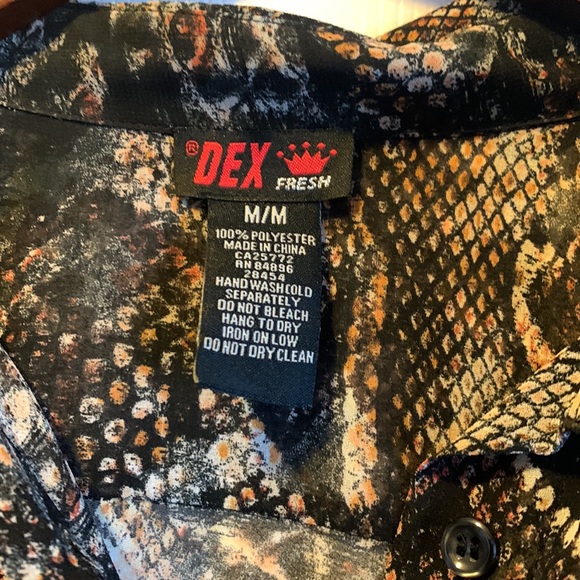 ® DEX FRESH
M/M
100% POLYESTER
MADE IN CHINA
CA25772
RN 84896
28454
HAND WASH COLD
SEPARATELY
DO NOT BLEACH
HANG TO DRY
IRON ON LOW
DO NOT DRY CLEAN